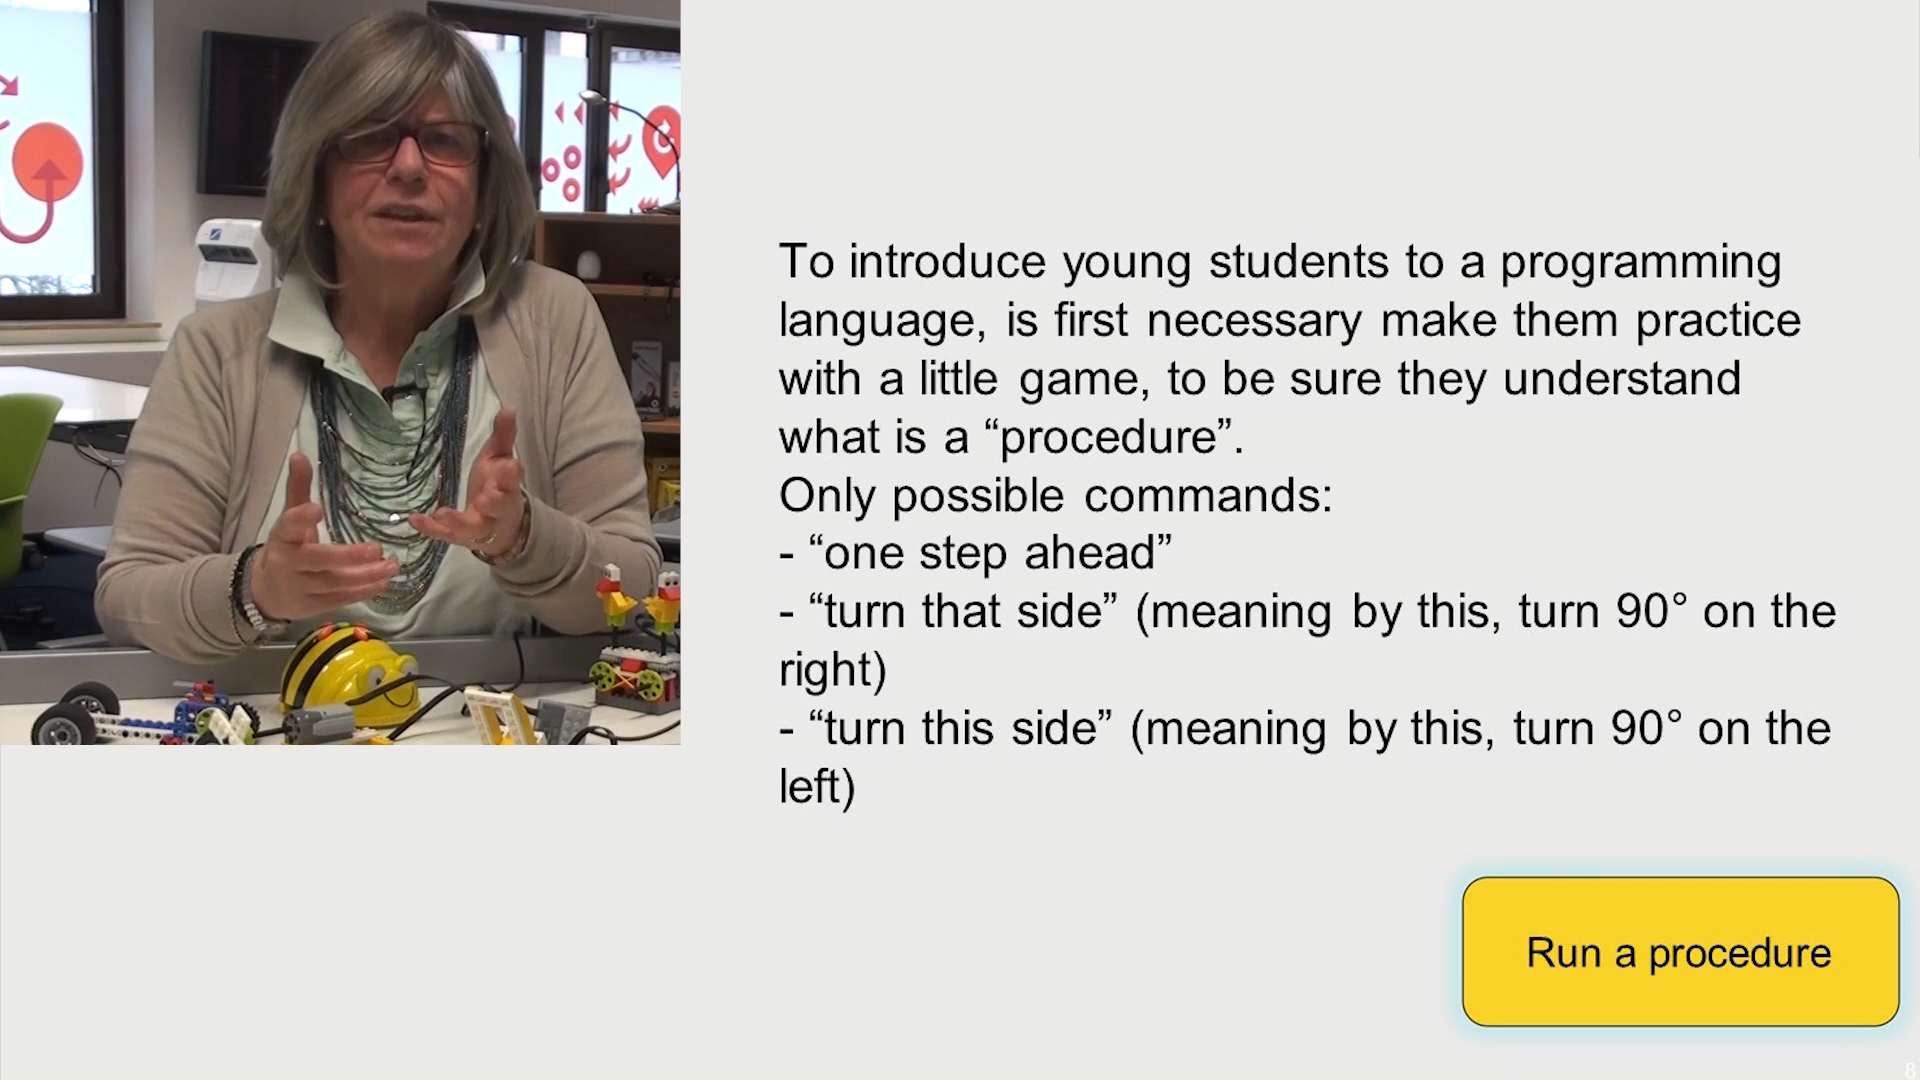 To introduce young students to a programming
language, is first necessary make them practice
with a little game, to be sure they understand
what is a “procedure”.
Only possible commands:
- “one step ahead”
- “turn that side” (meaning by this, turn 90° on the
right)
- “turn this side” (meaning by this, turn 90° on the
left)
Run a procedure
8